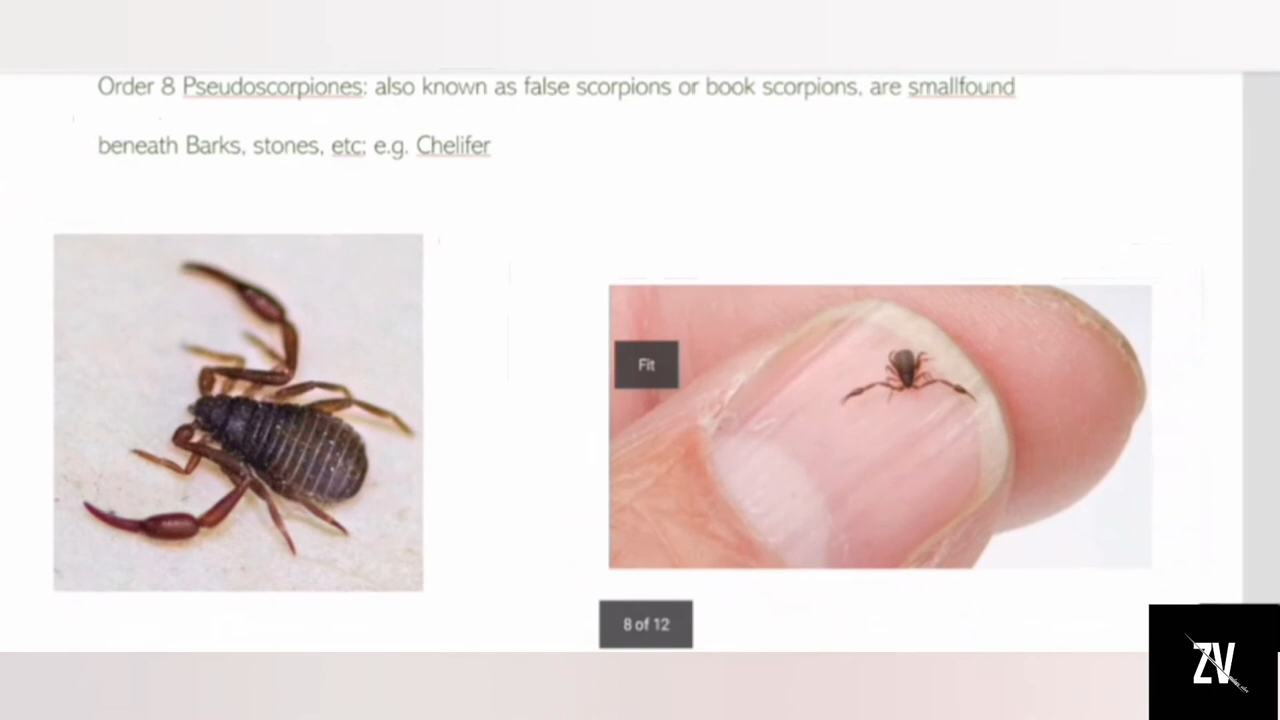 Order 8 Pseudoscorpiones: also known as false scorpions or book scorpions, are smallfound
beneath Barks, stones, etc; e.g. Chelifer
Fit
8 of 12
ZV